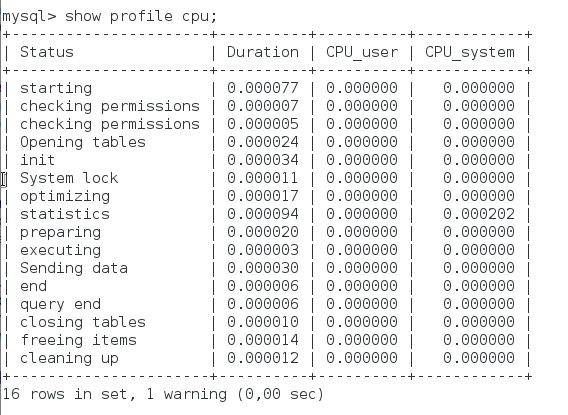 mysql> show profile cpu;
+----------------------+----------+----------+------------+
| Status               | Duration | CPU_user | CPU_system |
+----------------------+----------+----------+------------+
| starting             | 0.000077 | 0.000000 |   0.000000 |
| checking permissions | 0.000007 | 0.000000 |   0.000000 |
| checking permissions | 0.000005 | 0.000000 |   0.000000 |
| Opening tables       | 0.000024 | 0.000000 |   0.000000 |
| init                 | 0.000034 | 0.000000 |   0.000000 |
| System lock          | 0.000011 | 0.000000 |   0.000000 |
| optimizing           | 0.000017 | 0.000000 |   0.000000 |
| statistics           | 0.000094 | 0.000000 |   0.000202 |
| preparing            | 0.000020 | 0.000000 |   0.000000 |
| executing            | 0.000003 | 0.000000 |   0.000000 |
| Sending data         | 0.000030 | 0.000000 |   0.000000 |
| end                  | 0.000006 | 0.000000 |   0.000000 |
| query end            | 0.000006 | 0.000000 |   0.000000 |
| closing tables       | 0.000010 | 0.000000 |   0.000000 |
| freeing items        | 0.000014 | 0.000000 |   0.000000 |
| cleaning up          | 0.000012 | 0.000000 |   0.000000 |
+----------------------+----------+----------+------------+
16 rows in set, 1 warning (0,00 sec)